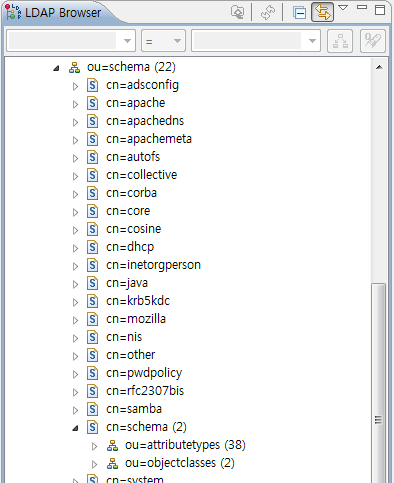 LDAP Browser
=
ou=schema (22)
cn=adsconfig
cn=apache
cn=apachedns
cn=apachemeta
cn=autofs
cn=collective
cn=corba
cn=core
cn=cosine
cn=dhcp
cn=inetorgperson
cn=java
cn=krb5kdc
cn=mozilla
cn=nis
cn=other
cn=pwdpolicy
cn=rfc2307bis
cn=samba
cn=schema (2)
ou=attributetypes (38)
ou=objectclasses (2)
cn=system